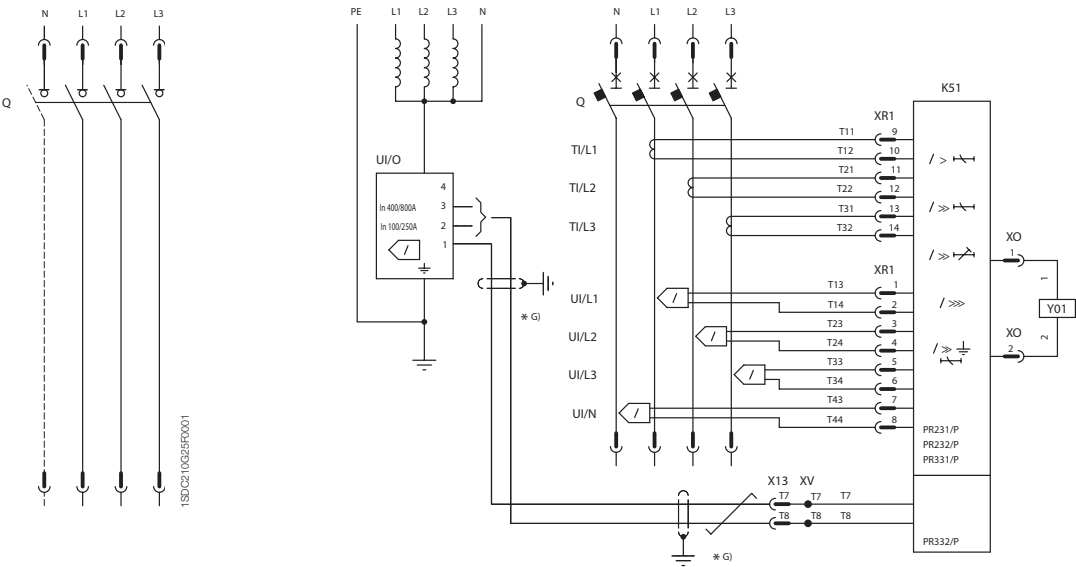 N L1 L2 L3
Q
1SDC210G25F0001
PE L1 L2 L3 N
UI/O
4
In 400/800A 3
In 100/250A 2
1
* G)
N L1 L2 L3
Q
K51
XR1
TI/L1
T11 9
T12 10
TI/L2
T21 11
T22 12
TI/L3
T31 13
T32 14
XR1
UI/L1
T13 1
T14 2
UI/L2
T23 3
T24 4
UI/L3
T33 5
T34 6
UI/N
T43 7
T44 8
I >
I >>
I >>
I >>>
I >>
XO
1
1
Y01
XO
2
2
PR231/P
PR232/P
PR331/P
X13 XV
T7 T7 T7
T8 T8 T8
PR332/P
* G)